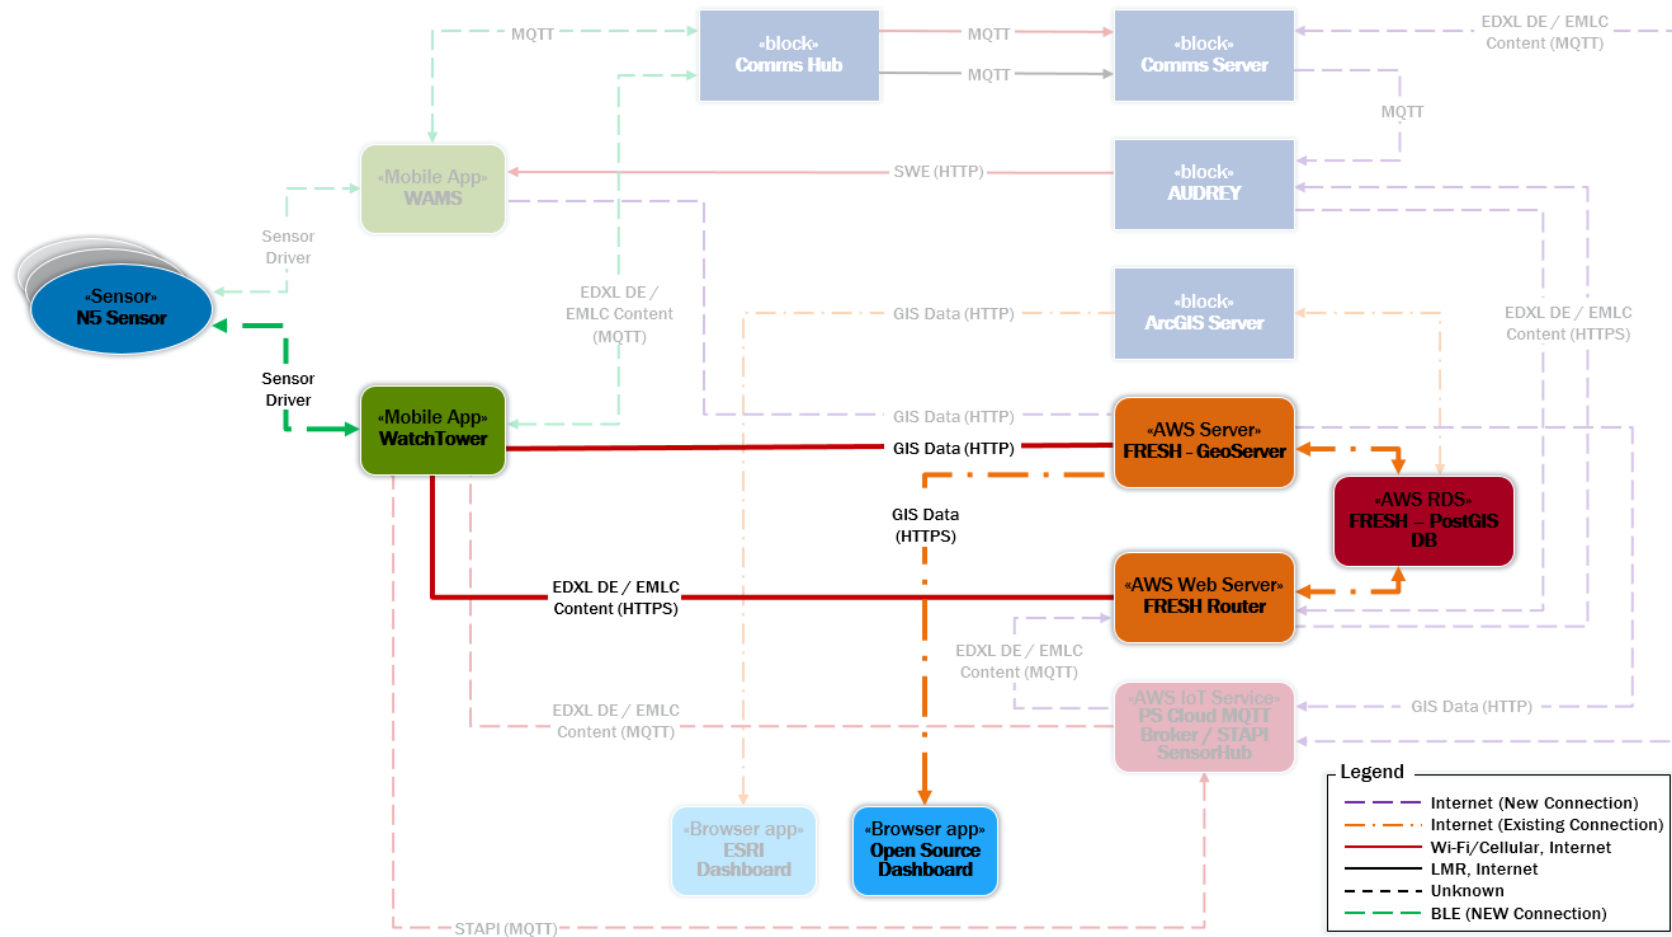 MQTT
«block»
Comms Hub
MQTT
MQTT
«block»
Comms Server
EDXL DE / EMLC
Content (MQTT)
MQTT
«Mobile App»
WAMS
SWE (HTTP)
«block»
AUDREY
Sensor
Driver
«Sensor»
N5 Sensor
EDXL DE /
EMLC Content
(MQTT)
GIS Data (HTTP)
«block»
ArcGIS Server
EDXL DE / EMLC
Content (HTTPS)
Sensor
Driver
«Mobile App»
WatchTower
GIS Data (HTTP)
GIS Data (HTTP)
«AWS Server»
FRESH - GeoServer
GIS Data
(HTTPS)
«AWS RDS»
FRESH – PostGIS
DB
EDXL DE / EMLC
Content (HTTPS)
«AWS Web Server»
FRESH Router
EDXL DE / EMLC
Content (MQTT)
EDXL DE / EMLC
Content (MQTT)
«AWS IoT Service»
PS Cloud MQTT
Broker / STAPI
SensorHub
GIS Data (HTTP)
«Browser app»
ESRI
Dashboard
«Browser app»
Open Source
Dashboard
STAPI (MQTT)
Legend
Internet (New Connection)
Internet (Existing Connection)
Wi-Fi/Cellular, Internet
LMR, Internet
Unknown
BLE (NEW Connection)